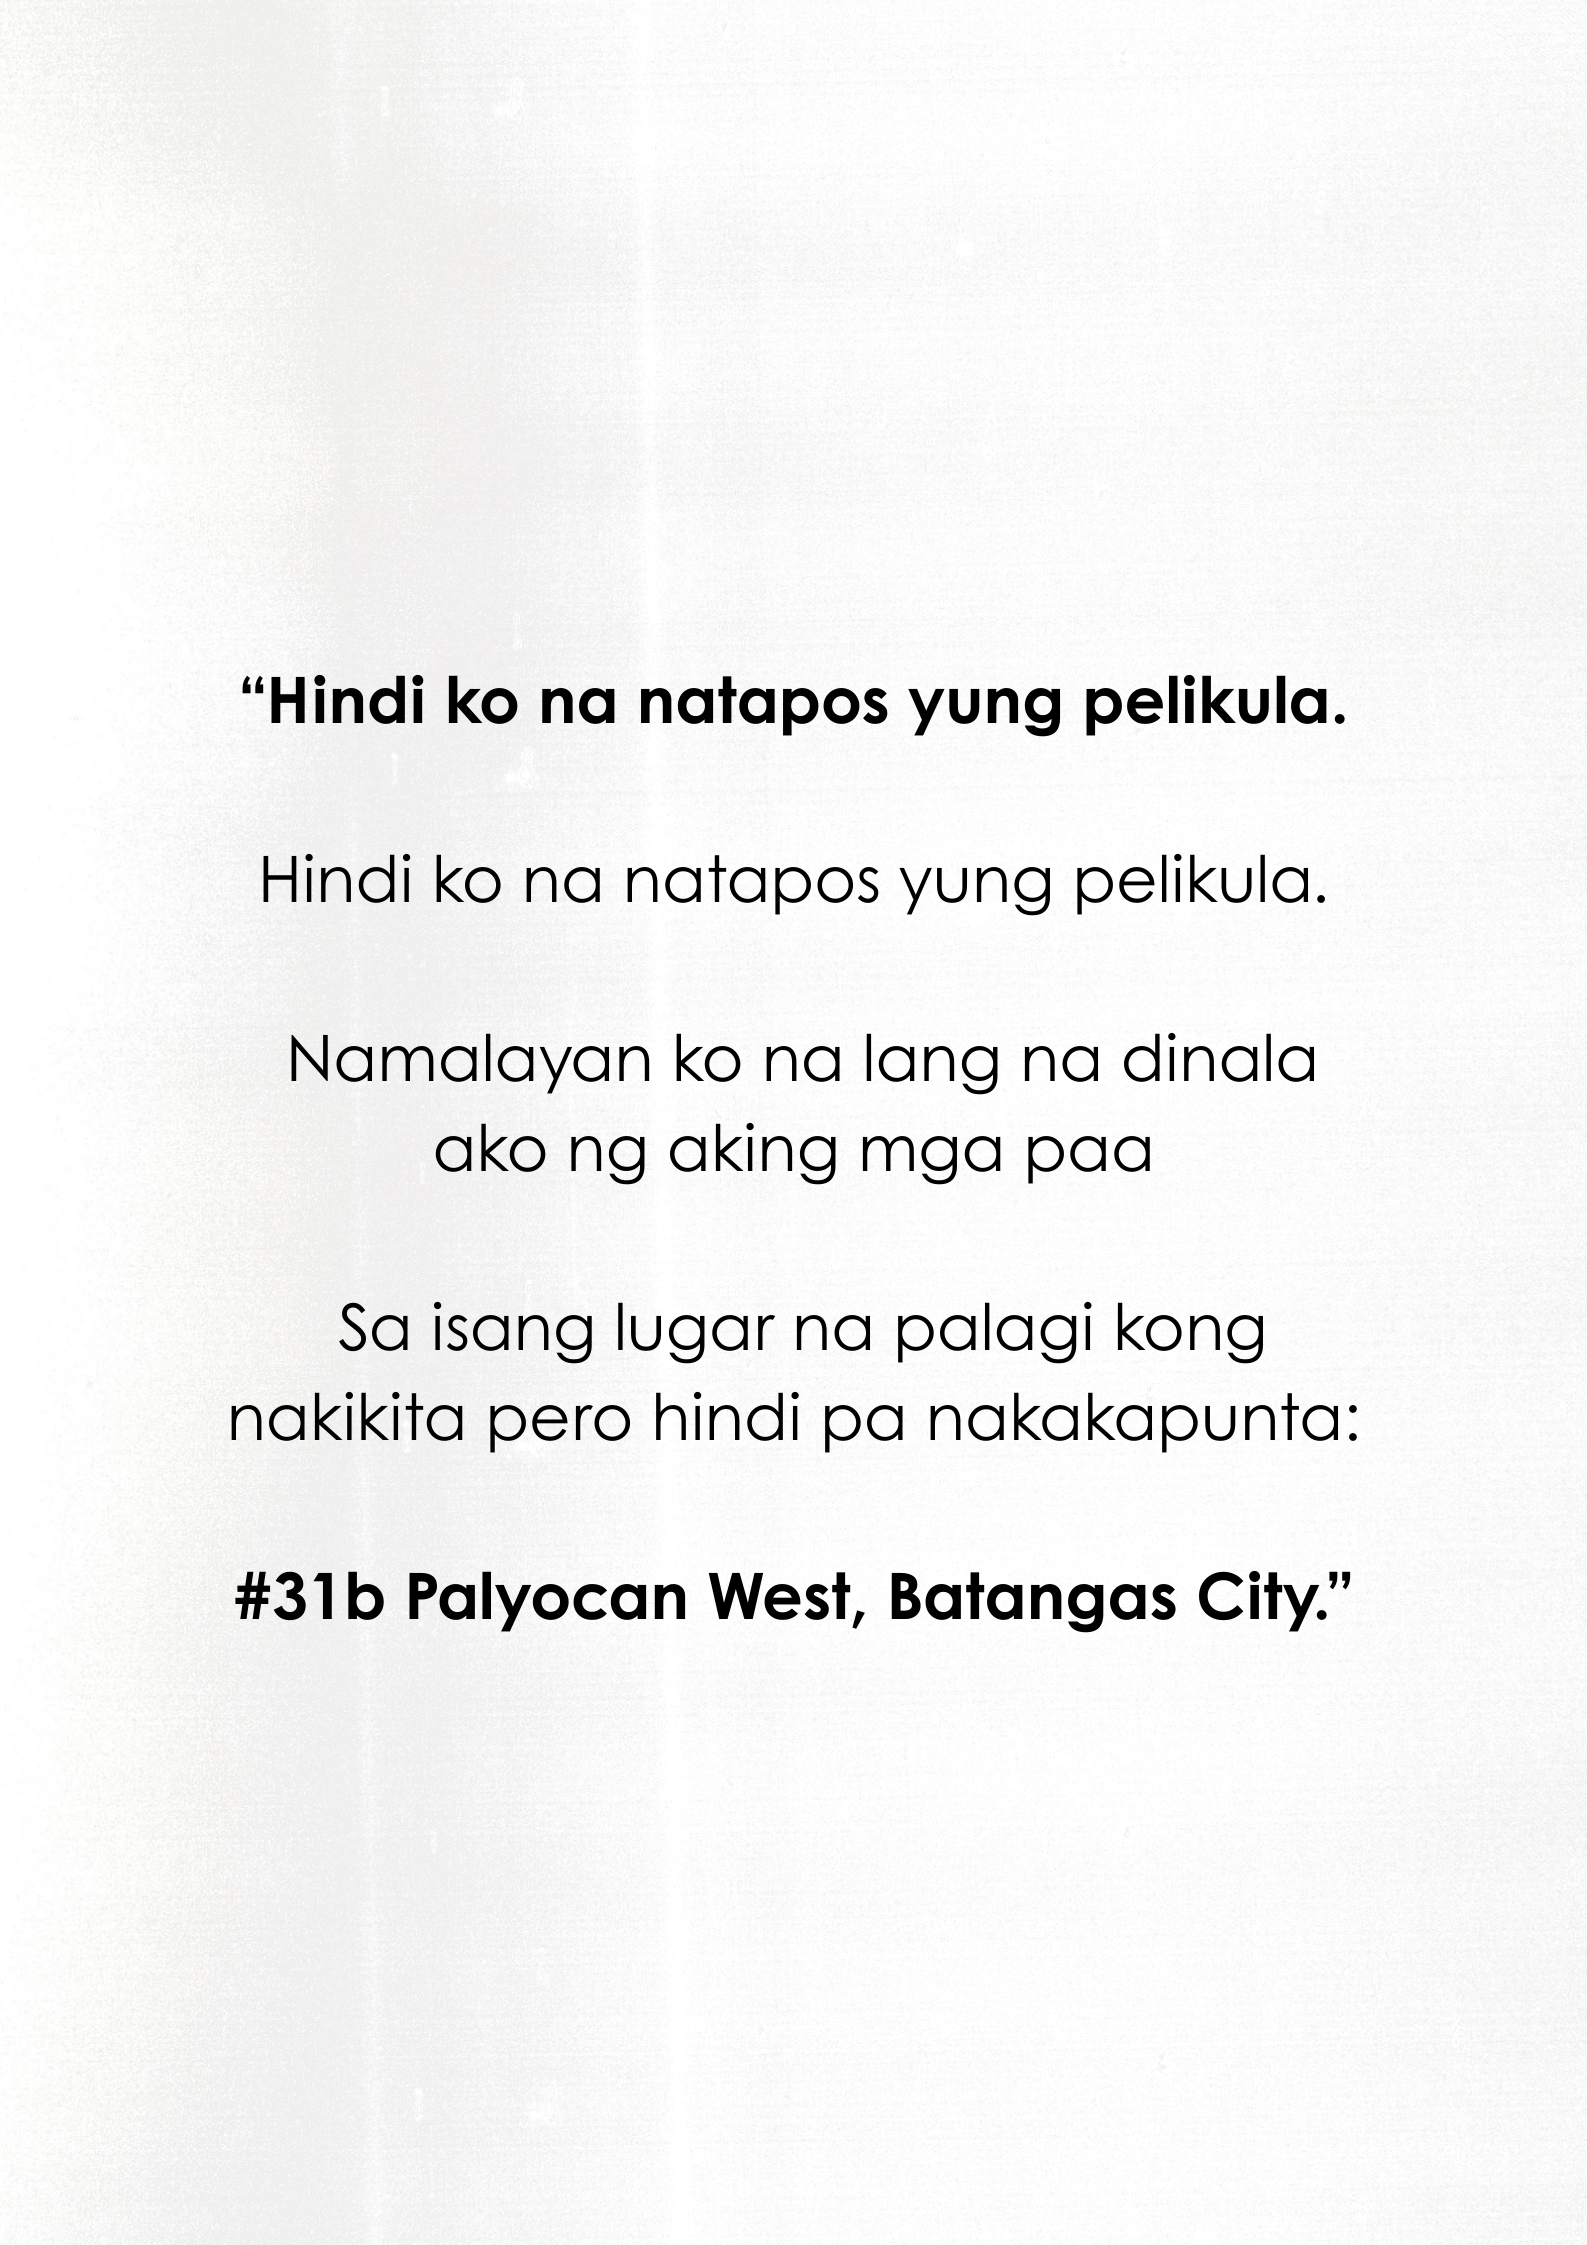 “Hindi ko na natapos yung pelikula.
Hindi ko na natapos yung pelikula.
Namalayan ko na lang na dinala
ako ng aking mga paa
Sa isang lugar na palagi kong
nakikita pero hindi pa nakakapunta:
#31b Palyocan West, Batangas City.”